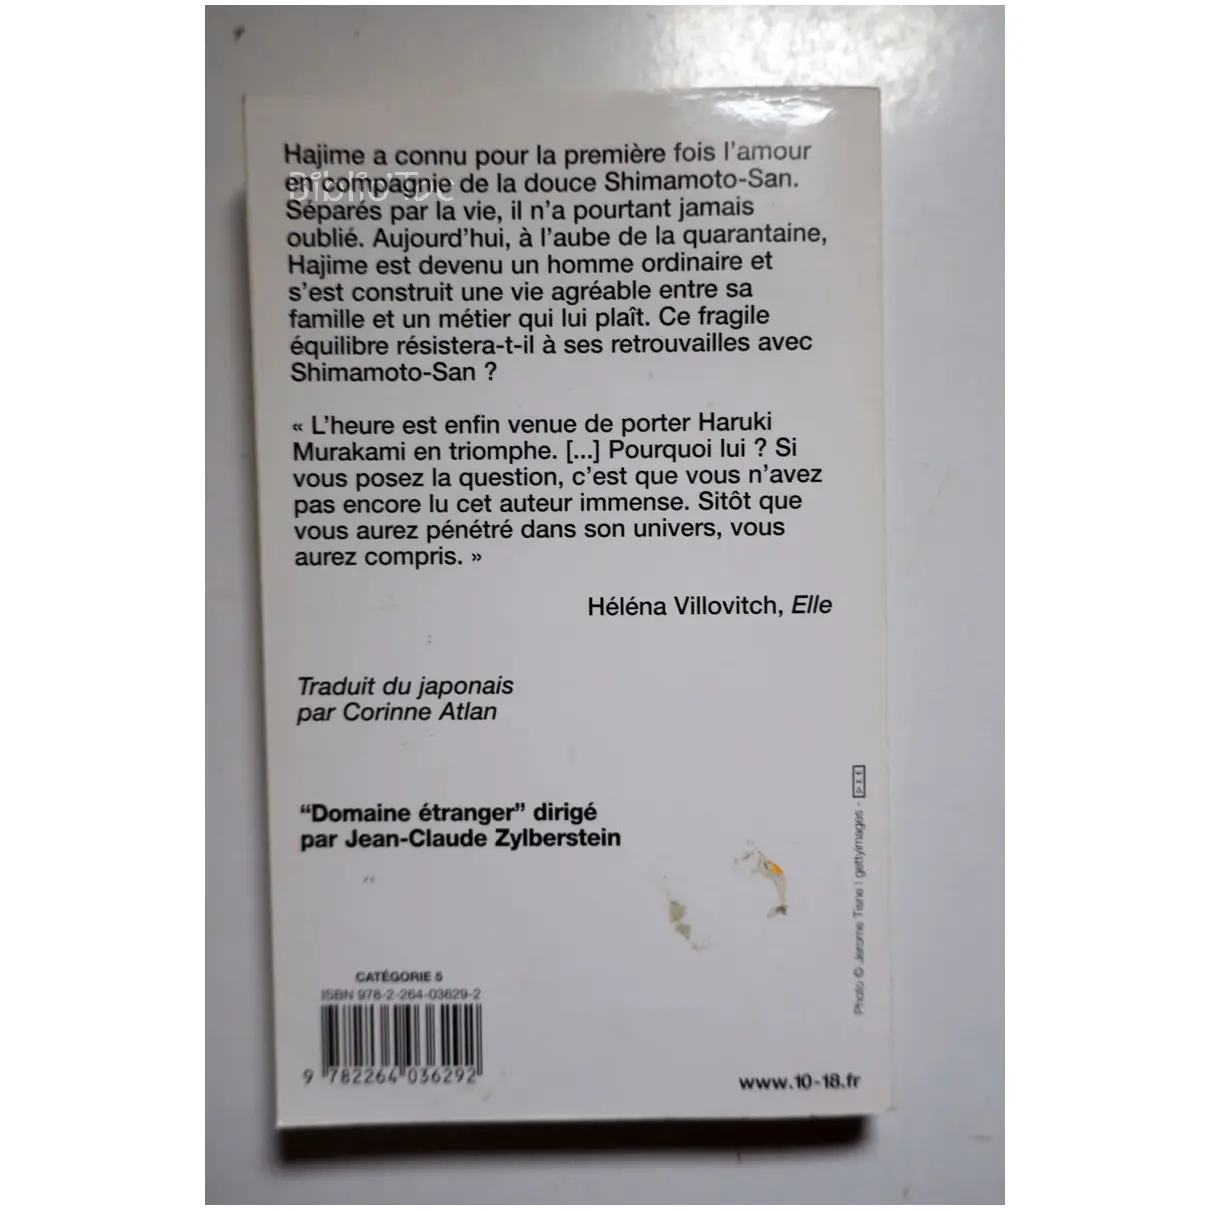 Hajime a connu pour la première fois l'amour
en compagnie de la douce Shimamoto-San.
Biblio'Toc
Séparés par la vie, il n'a pourtant jamais
oublié. Aujourd'hui, à l'aube de la quarantaine,
Hajime est devenu un homme ordinaire et
s'est construit une vie agréable entre sa
famille et un métier qui lui plaît. Ce fragile
équilibre résistera-t-il à ses retrouvailles avec
Shimamoto-San ?
« L'heure est enfin venue de porter Haruki
Murakami en triomphe. [...] Pourquoi lui ? Si
vous posez la question, c'est que vous n'avez
pas encore lu cet auteur immense. Sitôt que
vous aurez pénétré dans son univers, vous
aurez compris. »
Héléna Villovitch, Elle
Traduit du japonais
par Corinne Atlan
“Domaine étranger” dirigé
par Jean-Claude Zylberstein
Photo © Jerome Tisne | gettyimages -
CATÉGORIE 5
ISBN 978-2-264-03629-2
9 782264 036292
www.10-18.fr